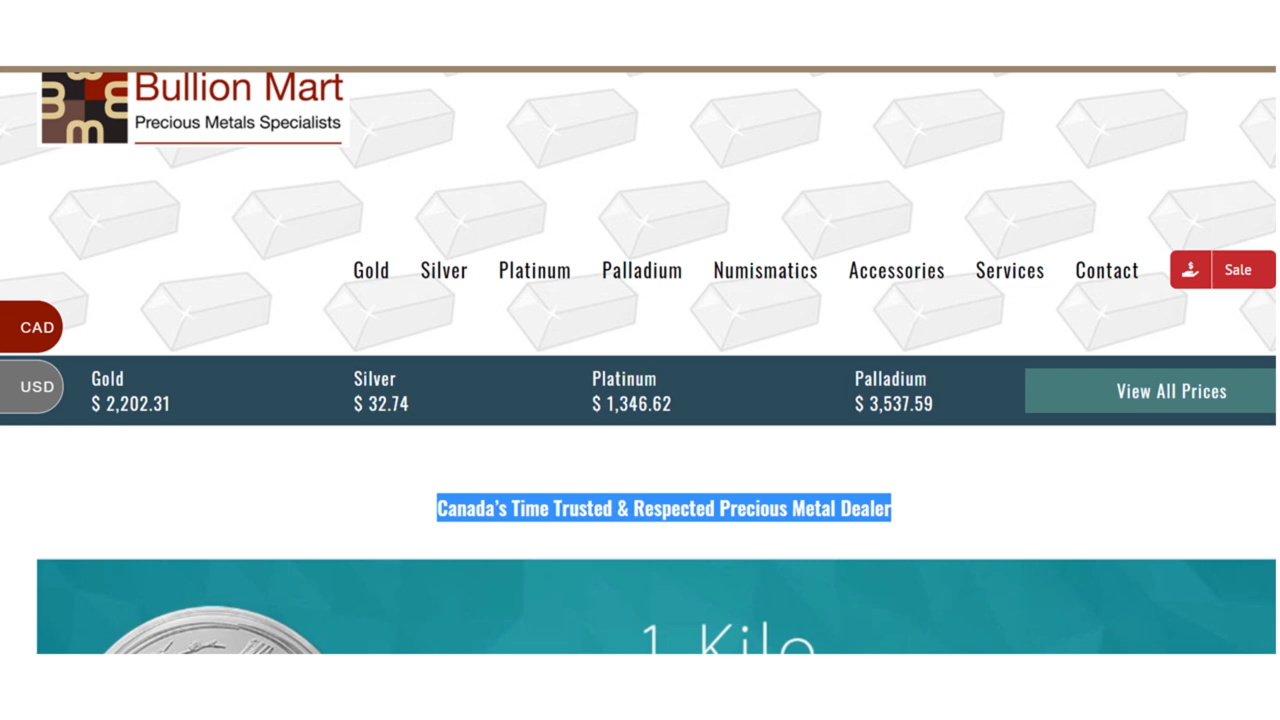 Bullion Mart
Precious Metals Specialists
Gold Silver Platinum Palladium Numismatics Accessories Services Contact $ Sale
CAD
USD
Gold Silver Platinum Palladium
$ 2,202.31 $ 32.74 $ 1,346.62 $ 3,537.59
View All Prices
Canada’s Time Trusted & Respected Precious Metal Dealer
1 Kilo